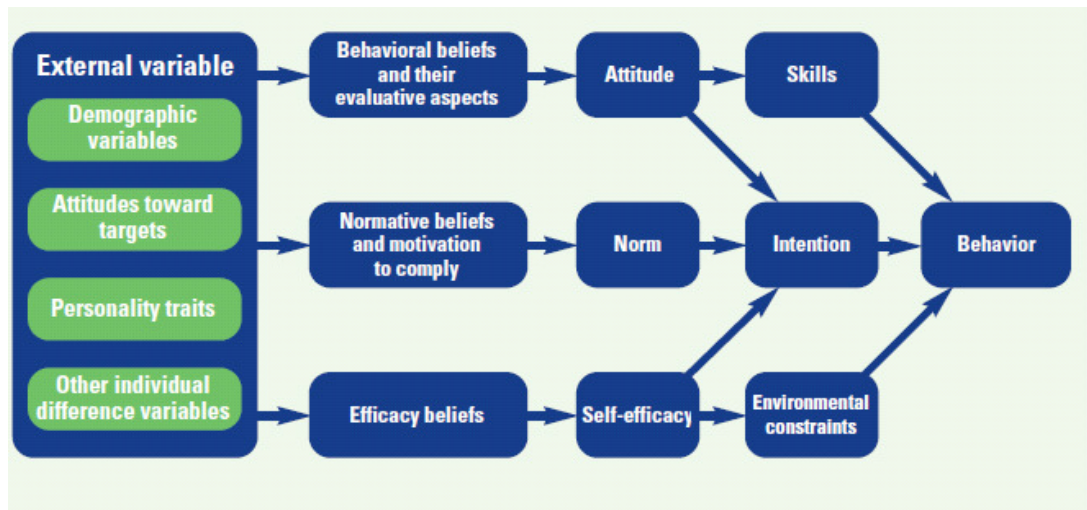 External variable
Demographic
variables
Attitudes toward
targets
Personality traits
Other individual
difference variables
Behavioral beliefs
and their
evaluative aspects
Attitude
Skills
Normative beliefs
and motivation
to comply
Norm
Intention
Behavior
Efficacy beliefs
Self-efficacy
Environmental
constraints